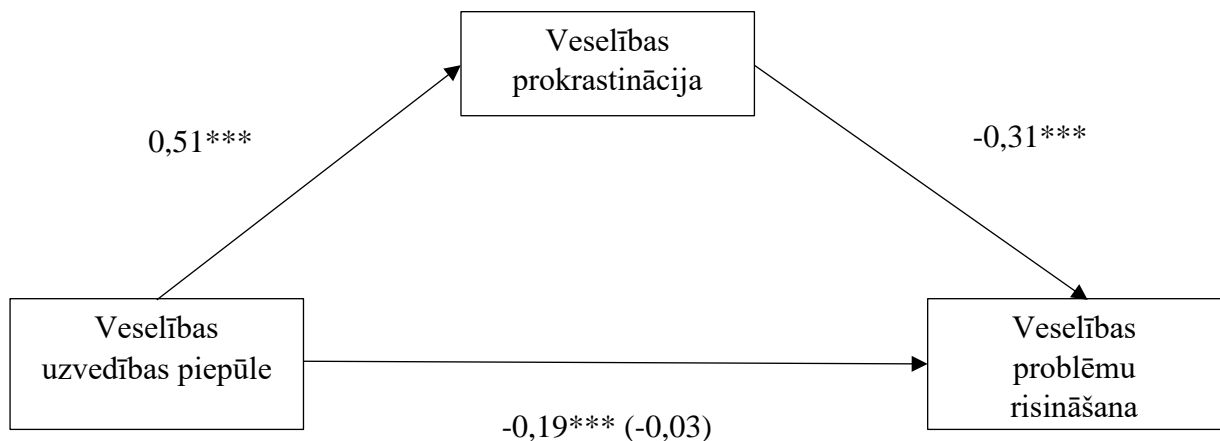 Veselības
prokrastinācija
0,51***
-0,31***
Veselības
uzvedības piepūle
Veselības
problēmu
risināšana
-0,19*** (-0,03)